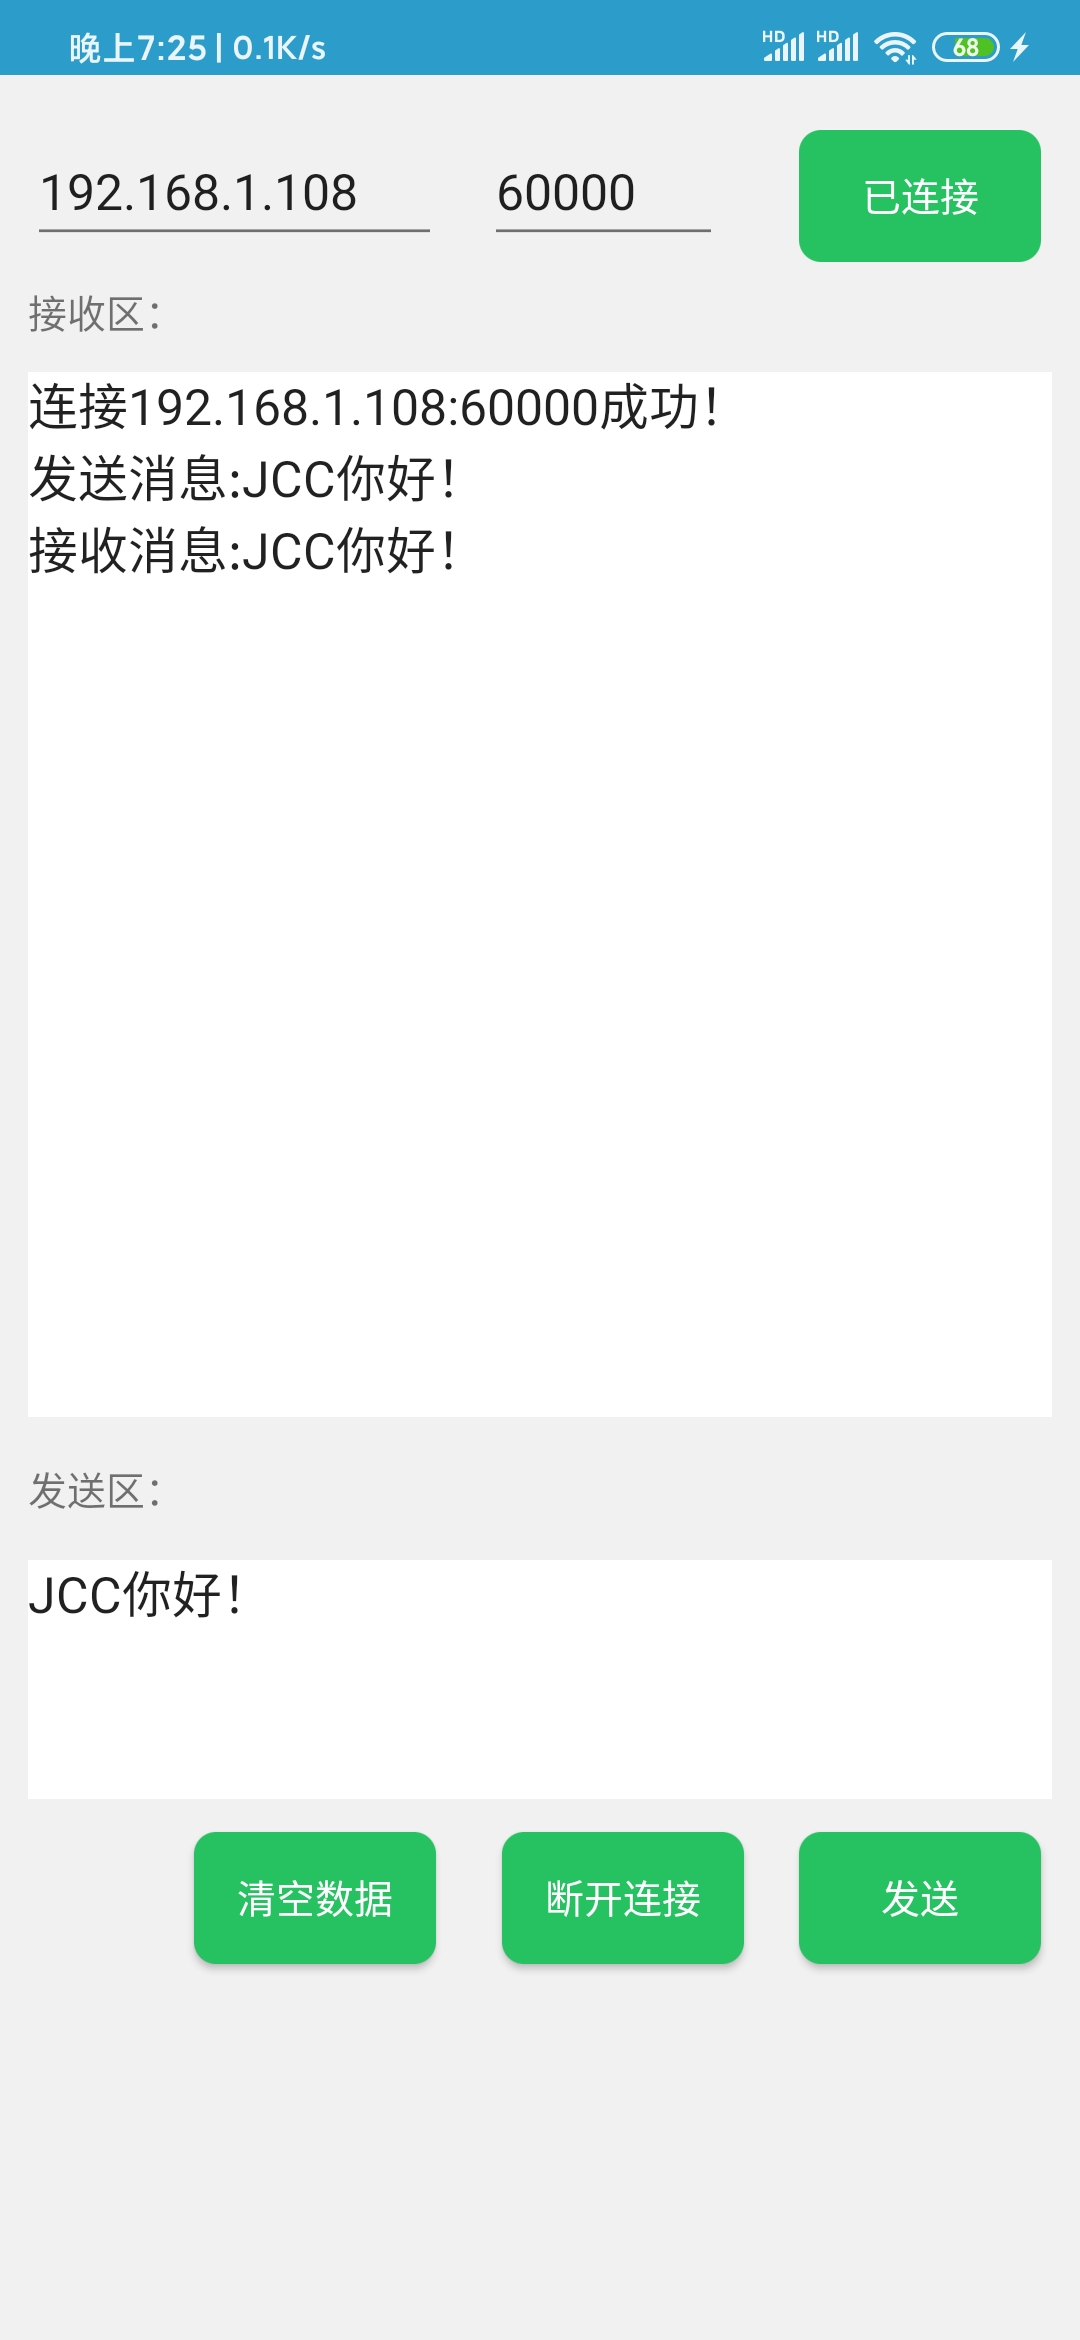 晚上7:25 | 0.1K/s HD HD 68
192.168.1.108 60000 已连接
接收区：
连接192.168.1.108:60000成功！
发送消息:JCC你好！
接收消息:JCC你好！
发送区：
JCC你好！
清空数据 断开连接 发送